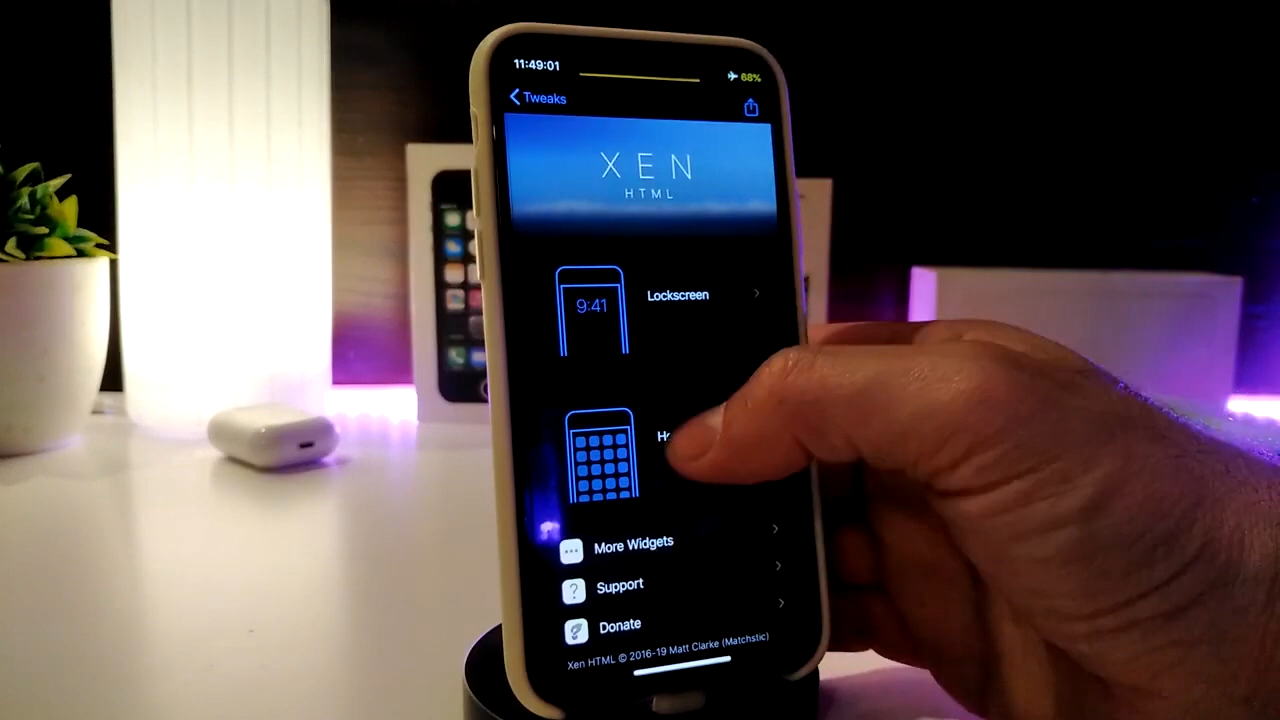 11:49:01
68%
Tweaks
XEN
HTML
9:41
Lockscreen
More Widgets
?
Support
Donate
Xen HTML © 2016-19 Matt Clarke (Matchstic)